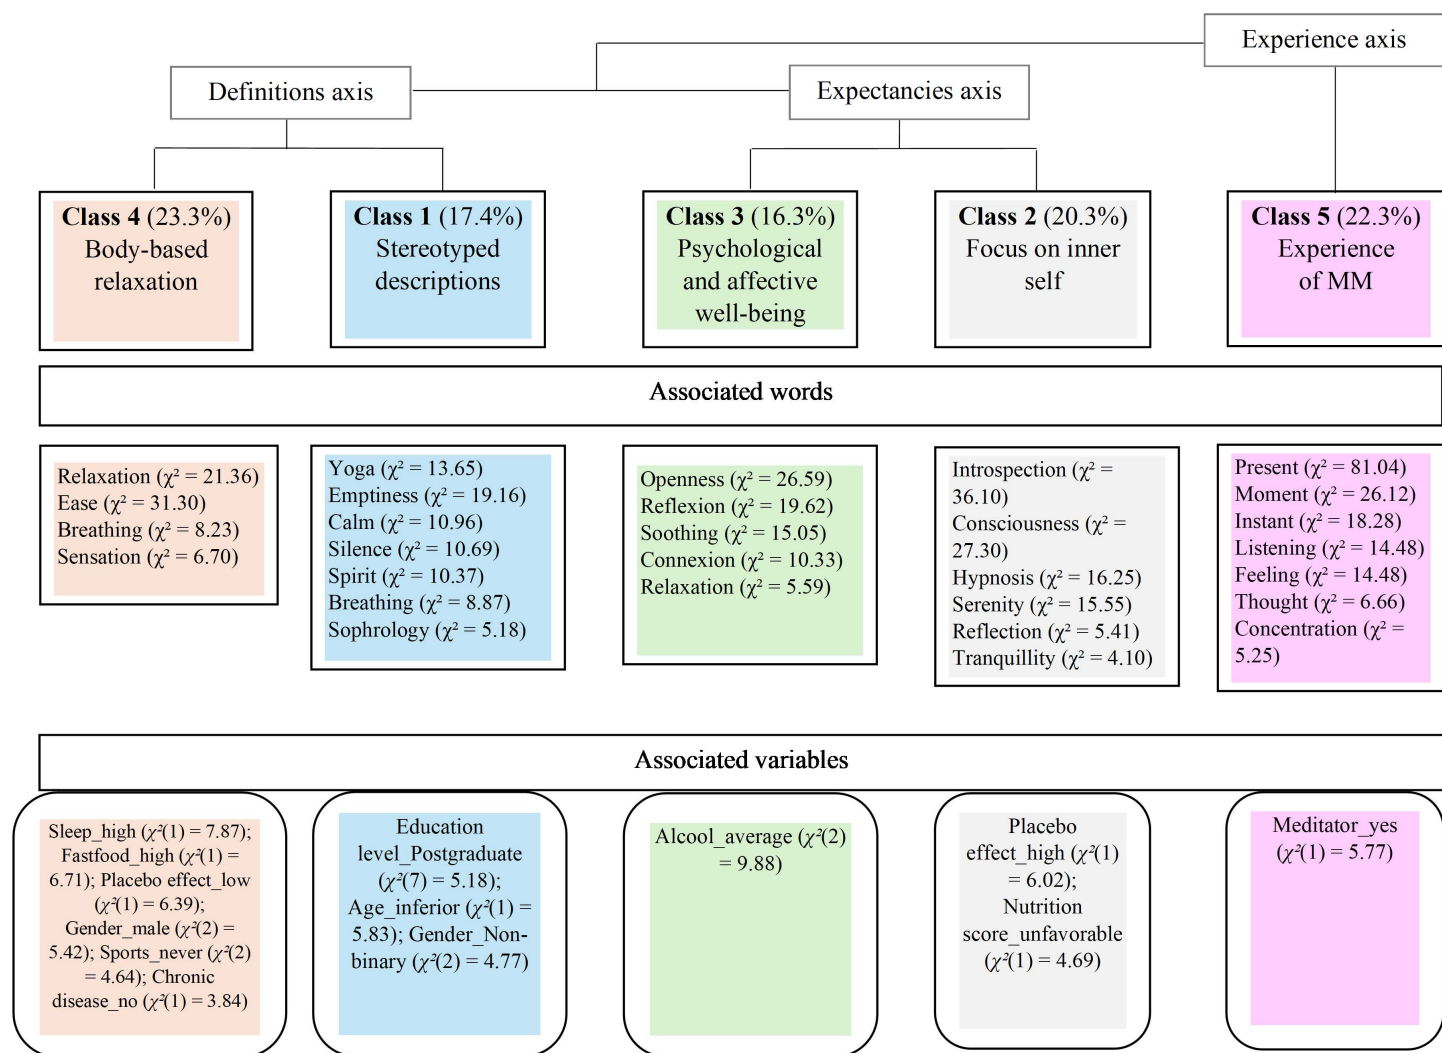 Experience axis
Definitions axis
Expectancies axis
Class 4 (23.3%)
Body-based
relaxation
Class 1 (17.4%)
Stereotyped
descriptions
Class 3 (16.3%)
Psychological
and affective
well-being
Class 2 (20.3%)
Focus on inner
self
Class 5 (22.3%)
Experience
of MM
Associated words
Relaxation (χ² = 21.36)
Ease (χ² = 31.30)
Breathing (χ² = 8.23)
Sensation (χ² = 6.70)
Yoga (χ² = 13.65)
Emptiness (χ² = 19.16)
Calm (χ² = 10.96)
Silence (χ² = 10.69)
Spirit (χ² = 10.37)
Breathing (χ² = 8.87)
Sophrology (χ² = 5.18)
Openness (χ² = 26.59)
Reflexion (χ² = 19.62)
Soothing (χ² = 15.05)
Connexion (χ² = 10.33)
Relaxation (χ² = 5.59)
Introspection (χ² =
36.10)
Consciousness (χ² =
27.30)
Hypnosis (χ² = 16.25)
Serenity (χ² = 15.55)
Reflection (χ² = 5.41)
Tranquillity (χ² = 4.10)
Present (χ² = 81.04)
Moment (χ² = 26.12)
Instant (χ² = 18.28)
Listening (χ² = 14.48)
Feeling (χ² = 14.48)
Thought (χ² = 6.66)
Concentration (χ² =
5.25)
Associated variables
Sleep_high (χ²(1) = 7.87);
Fastfood_high (χ²(1) =
6.71); Placebo effect_low
(χ²(1) = 6.39);
Gender_male (χ²(2) =
5.42); Sports_never (χ²(2)
= 4.64); Chronic
disease_no (χ²(1) = 3.84)
Education
level_Postgraduate
(χ²(7) = 5.18);
Age_inferior (χ²(1) =
5.83); Gender_Non-
binary (χ²(2) = 4.77)
Alcool_average (χ²(2)
= 9.88)
Placebo
effect_high (χ²(1)
= 6.02);
Nutrition
score_unfavorable
(χ²(1) = 4.69)
Meditator_yes
(χ²(1) = 5.77)